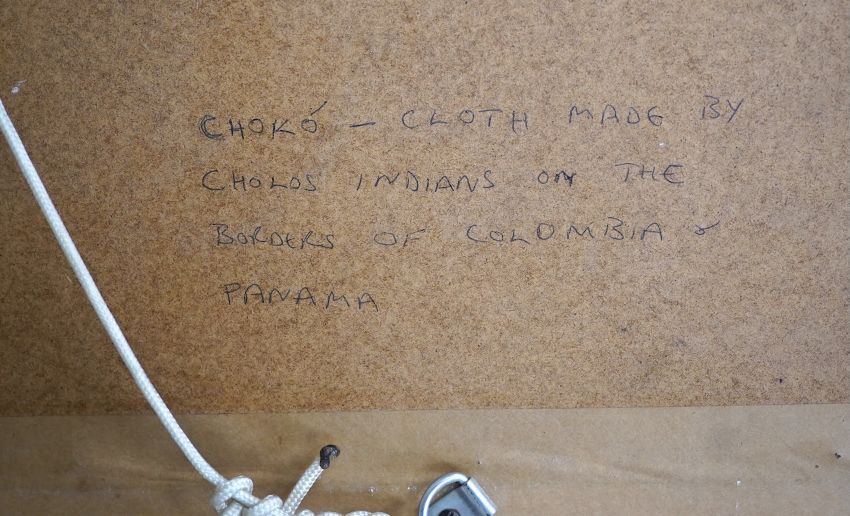 CHOKÓ – CLOTH MADE BY
CHOLOS INDIANS ON THE
BORDERS OF COLOMBIA &
PANAMA